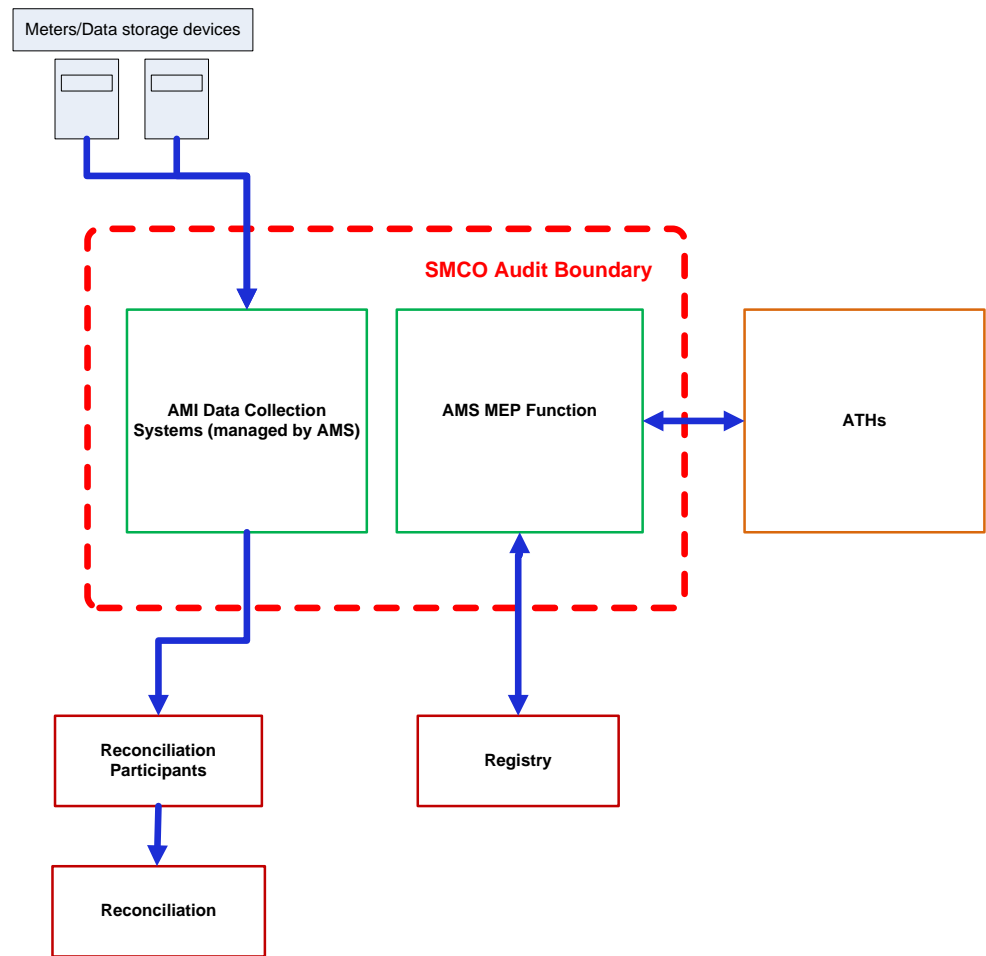 Meters/Data storage devices
SMCO Audit Boundary
AMI Data Collection
Systems (managed by AMS)
AMS MEP Function
ATHs
Reconciliation
Participants
Registry
Reconciliation